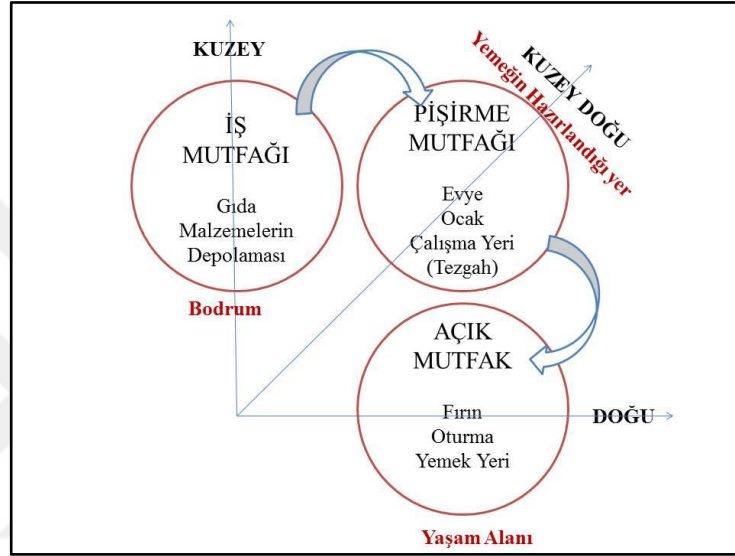 KUZEY
İŞ
MUTFAĞI
Gıda
Malzemelerin
Depolaması
Bodrum
KUZEY DOĞU
Yemeğin Hazırlandığı yer
PİŞİRME
MUTFAĞI
Evye
Ocak
Çalışma Yeri
(Tezgah)
AÇIK
MUTFAK
Fırın
Oturma
Yemek Yeri
DOĞU
Yaşam Alanı